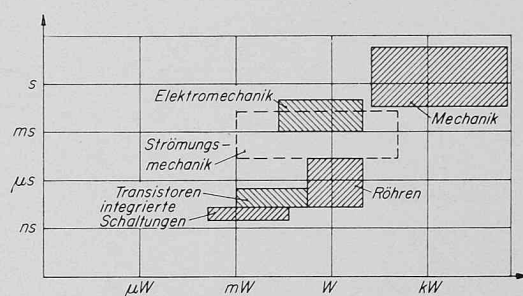 s
ms
µs
ns
µW
mW
W
kW
Elektromechanik
Mechanik
Strömungs-
mechanik
Transistoren
integrierte
Schaltungen
Röhren